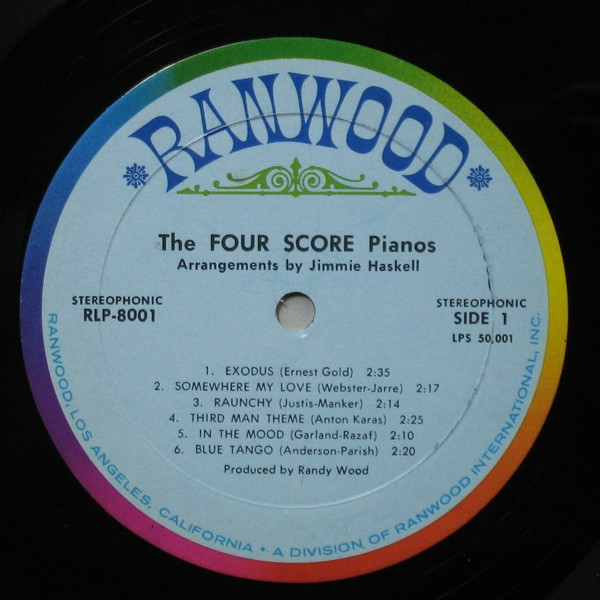 RANWOOD
The FOUR SCORE Pianos
Arrangements by Jimmie Haskell
STEREOPHONIC
RLP-8001
STEREOPHONIC
SIDE 1
LPS 50,001
1. EXODUS (Ernest Gold) 2:35
2. SOMEWHERE MY LOVE (Webster-Jarre) 2:17
3. RAUNCHY (Justis-Manker) 2:14
4. THIRD MAN THEME (Anton Karas) 2:25
5. IN THE MOOD (Garland-Razaf) 2:10
6. BLUE TANGO (Anderson-Parish) 2:20
Produced by Randy Wood
RANWOOD, LOS ANGELES, CALIFORNIA • A DIVISION OF RANWOOD INTERNATIONAL, INC.